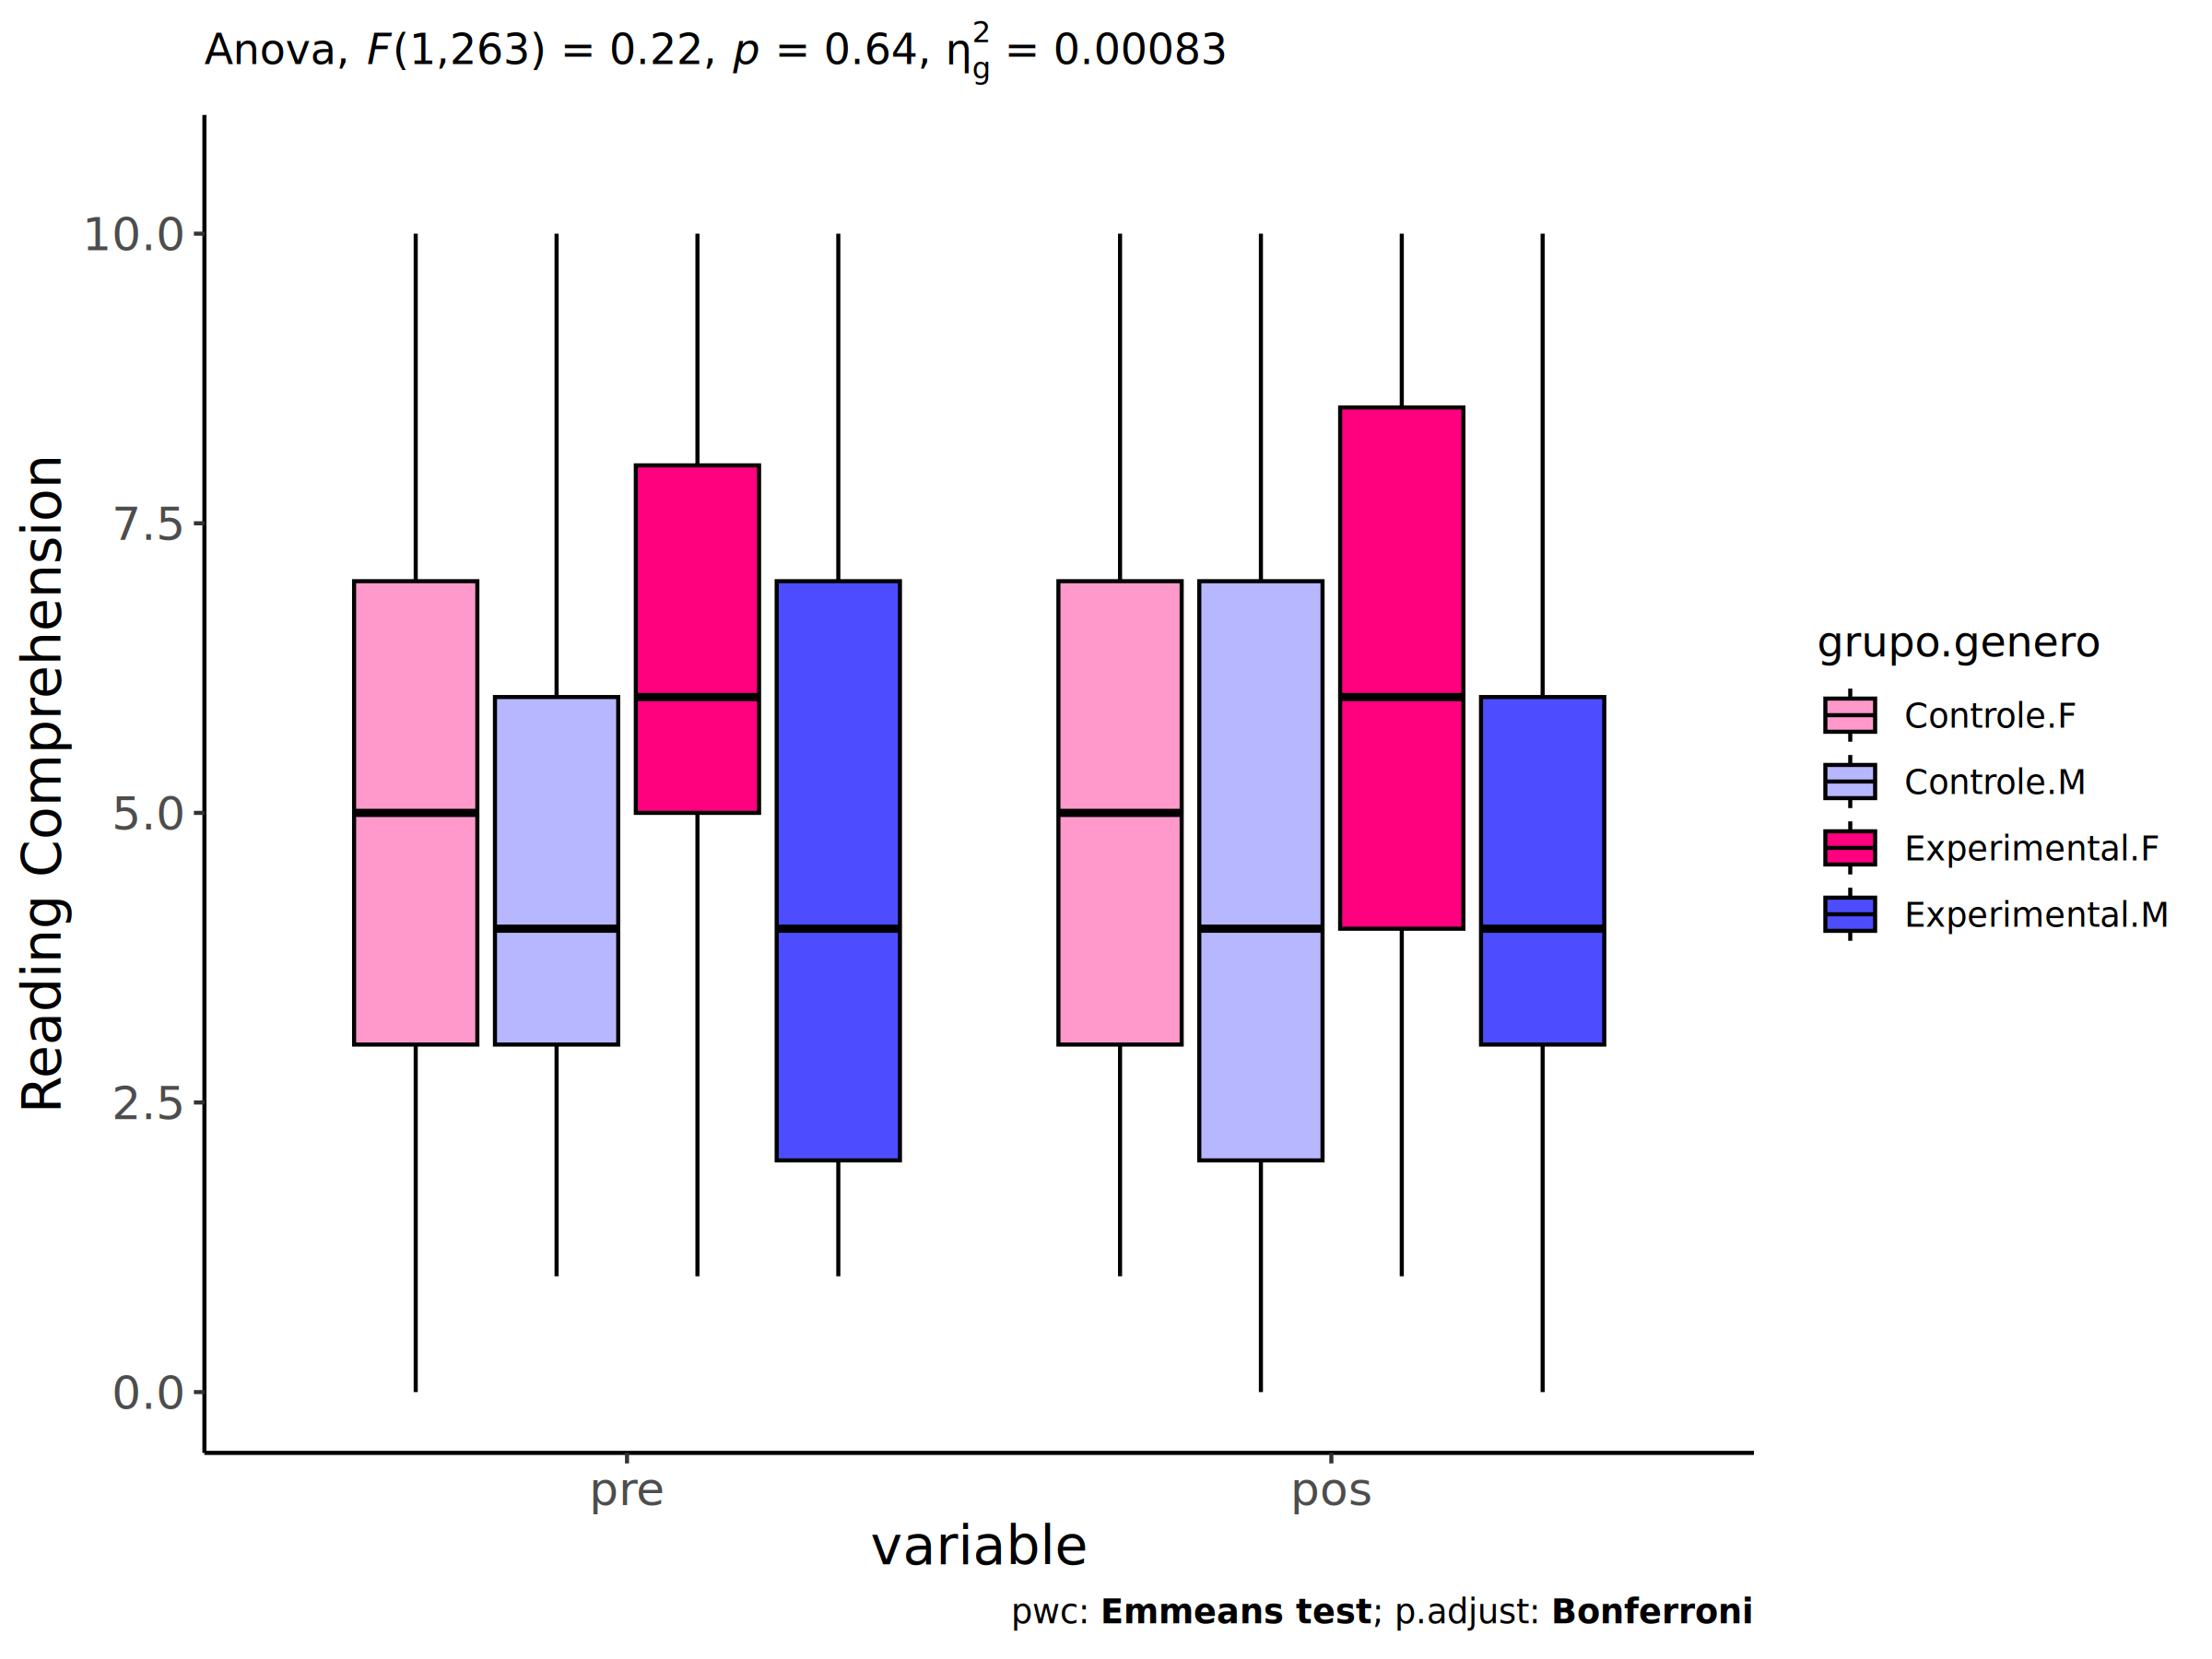 Anova, F(1,263) = 0.22, p = 0.64, η²g = 0.00083
Reading Comprehension
10.0
7.5
5.0
2.5
0.0
pre
pos
variable
grupo.genero
Controle.F
Controle.M
Experimental.F
Experimental.M
pwc: Emmeans test; p.adjust: Bonferroni